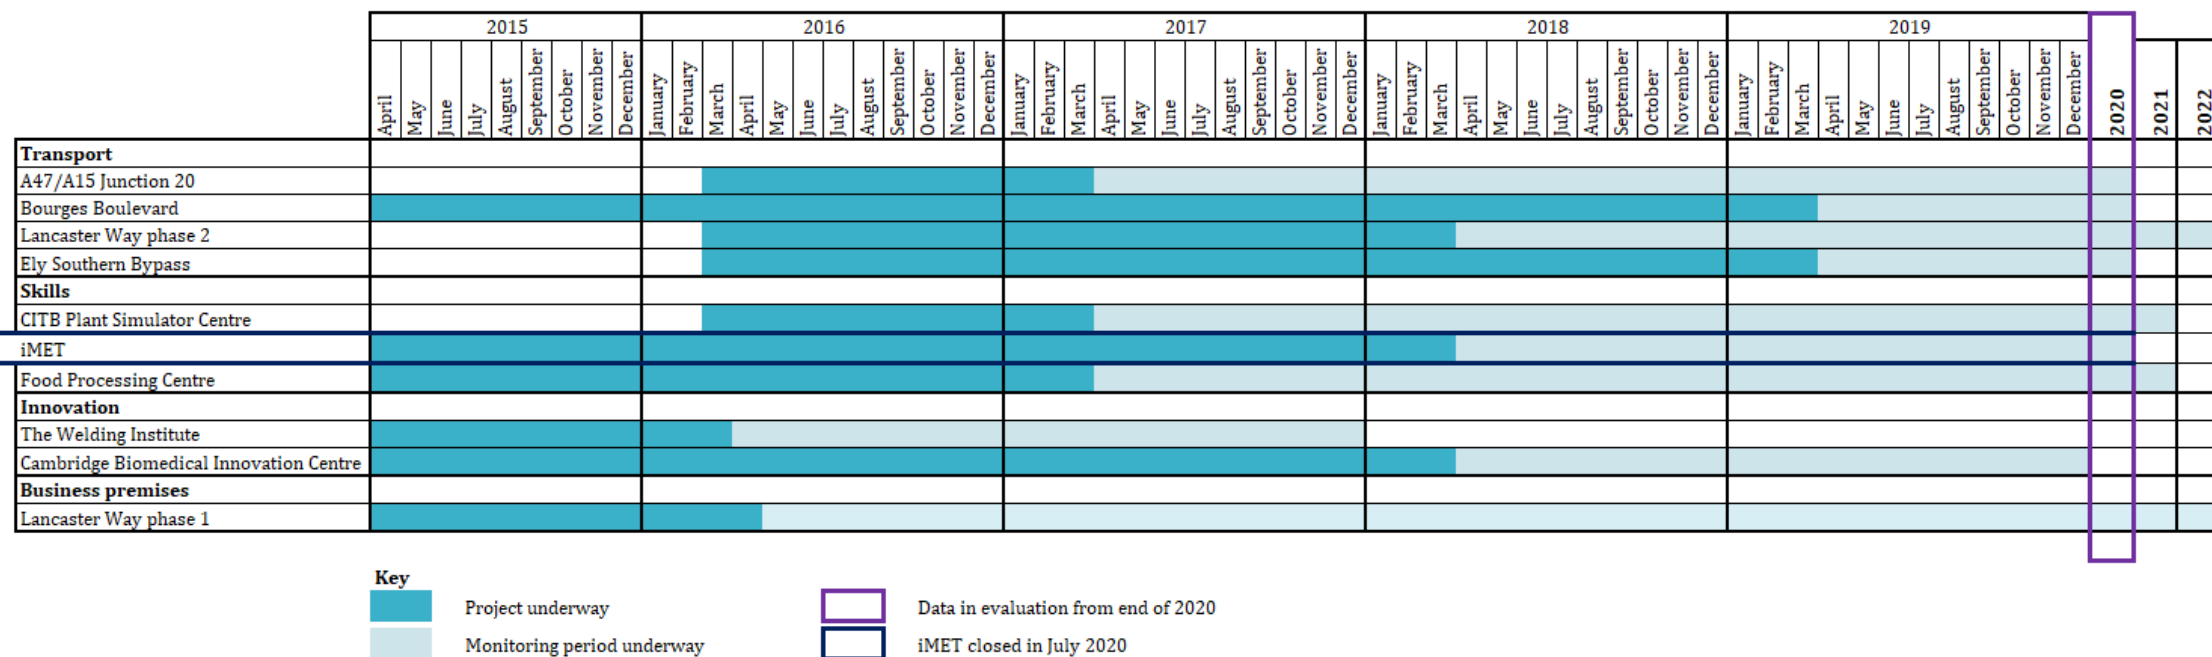 2015 2016 2017 2018 2019
April May June July August September October November December January February March April May June July August September October November December January February March April May June July August September October November December January February March April May June July August September October November December January February March April May June July August September October November December 2020 2021 2022
Transport
A47/A15 Junction 20
Bourges Boulevard
Lancaster Way phase 2
Ely Southern Bypass
Skills
CITB Plant Simulator Centre
iMET
Food Processing Centre
Innovation
The Welding Institute
Cambridge Biomedical Innovation Centre
Business premises
Lancaster Way phase 1
Key
Project underway Data in evaluation from end of 2020
Monitoring period underway iMET closed in July 2020